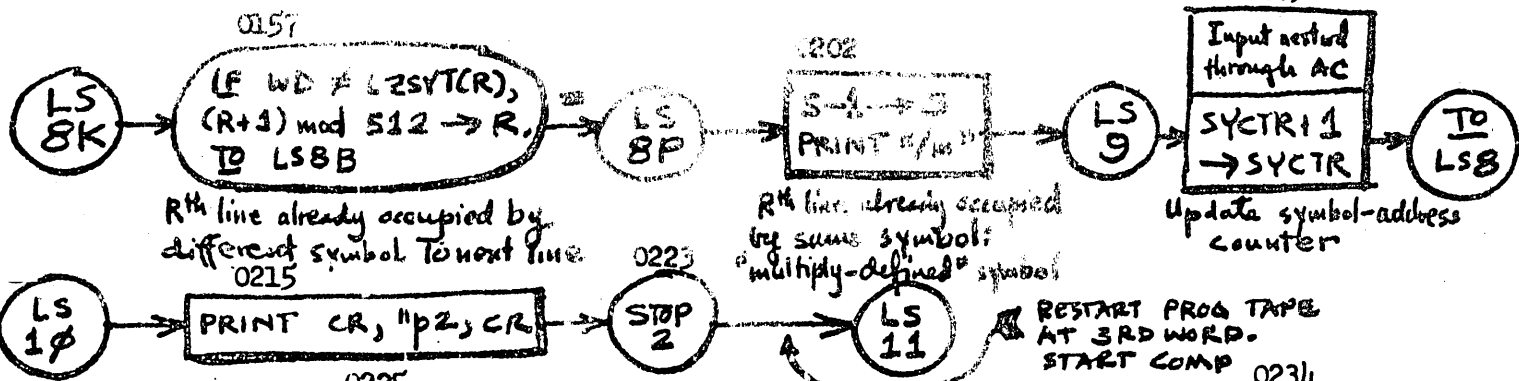 0157
0202
LS
8K
IF WD ≠ LZSYT(R),
(R+1) mod 512 → R.
TO LS8B
=
LS
8P
S-1 → S
PRINT "/m"
LS
9
Input
through AC
SYCTR+1
→ SYCTR
TO
LS8
Rth line already occupied by
different symbol To next line
Rth line already occupied
by same symbol:
"multiply-defined" symbol
Update symbol-address
counter
0215
0223
LS
1ø
PRINT CR, "p2, CR
STOP
2
LS
11
RESTART PROG TAPE
AT 3RD WORD.
START COMP
0225
0234